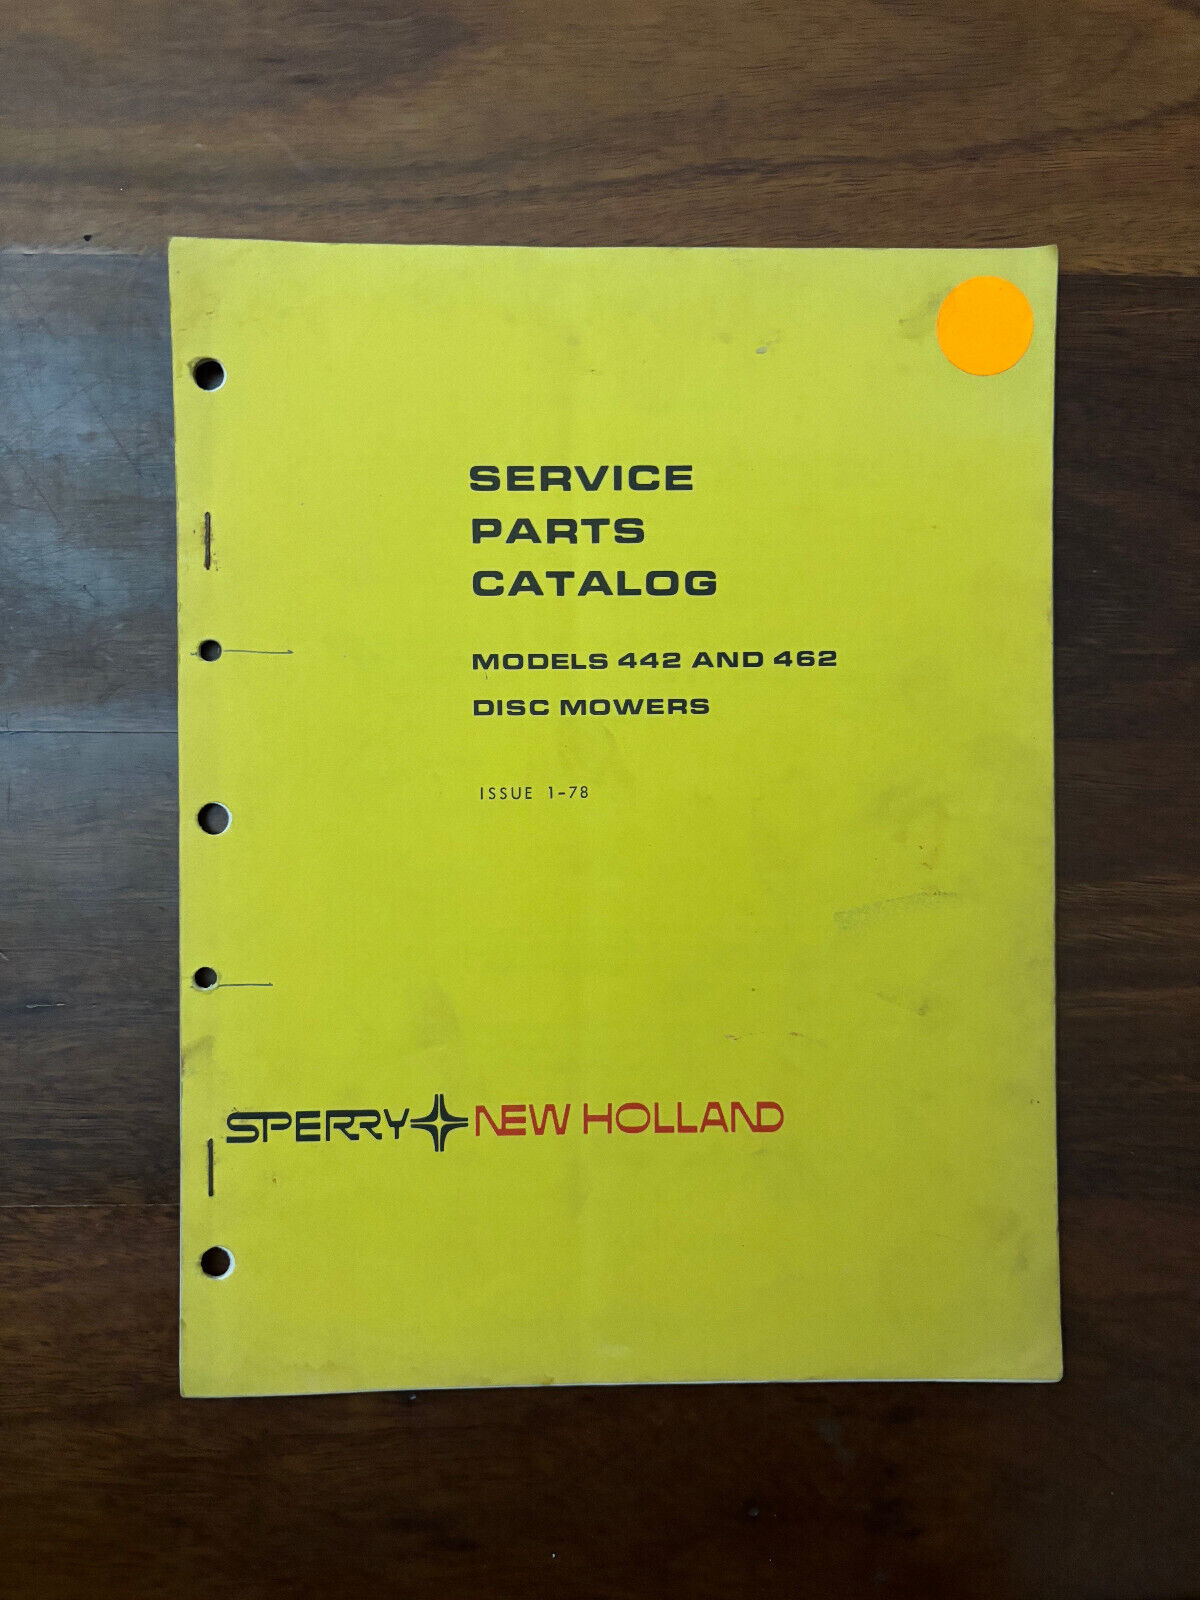 SERVICE
PARTS
CATALOG
MODELS 442 AND 462
DISC MOWERS
ISSUE 1-78
SPERRY NEW HOLLAND